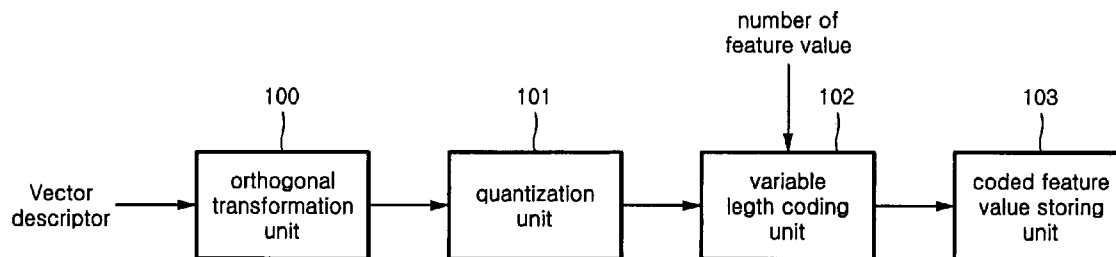 number of
feature value
100
101
102
103
Vector
descriptor
orthogonal
transformation
unit
quantization
unit
variable
legth coding
unit
coded feature
value storing
unit